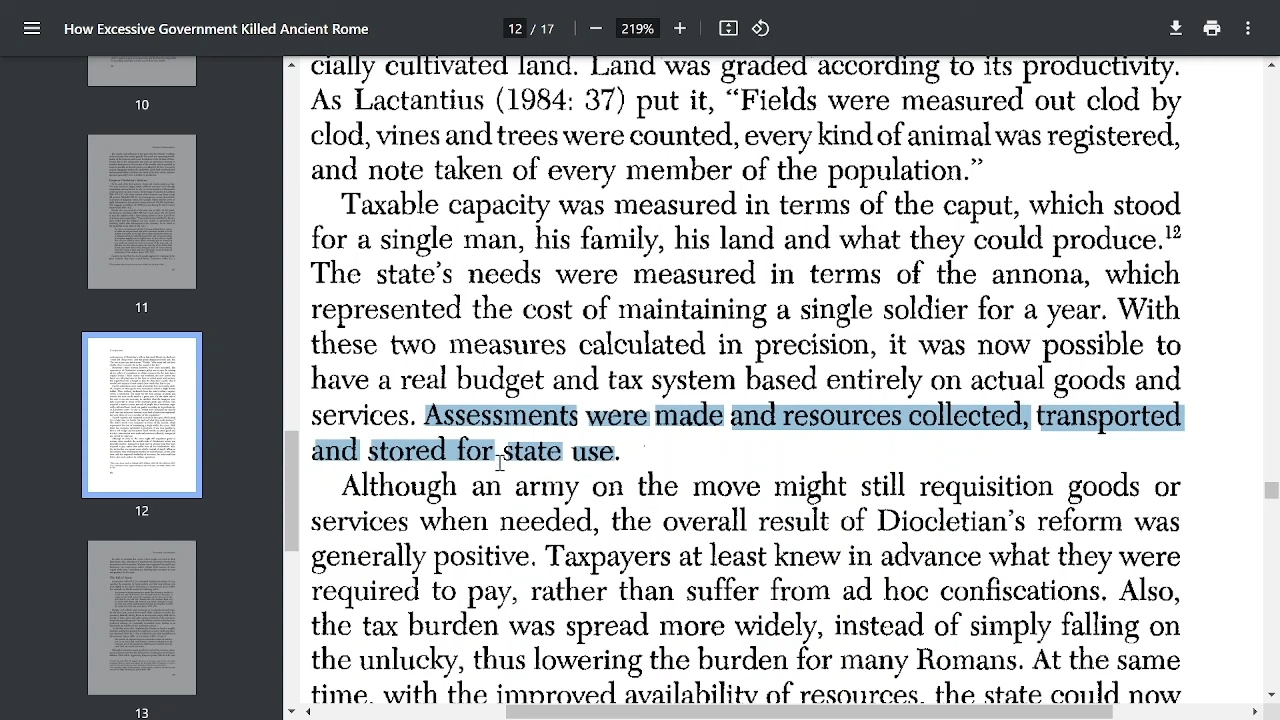 How Excessive Government Killed Ancient Rome
12 / 17
219%
10
11
12
13
cially cultivated land. Land was graded according to its productivity.
As Lactantius (1984: 37) put it, “Fields were measured out clod by
clod, vines and trees were counted, every kind of animal was registered,
and note taken of every member of the population.”
Taxable capacity was measured in terms of the caput, which stood
for a single man, his family, his land and what they could produce.12
The state’s needs were measured in terms of the annona, which
represented the cost of maintaining a single soldier for a year. With
these two measures calculated in precision, it was now possible to
have a real budget and tax system based entirely on actual goods and
services. Assessments were made and resources collected, transported
and stored for state use.
Although an army on the move might still requisition goods or
services when needed, the overall result of Diocletian’s reform was
generally positive. Taxpayers at least knew in advance what they were
required to pay, rather than suffer from ad hoc confiscations. Also,
the tax burden was spread more widely, instead of simply falling on
the unlucky, thus lowering the burden for many Romans. At the same
time, with the improved availability of resources, the state could now